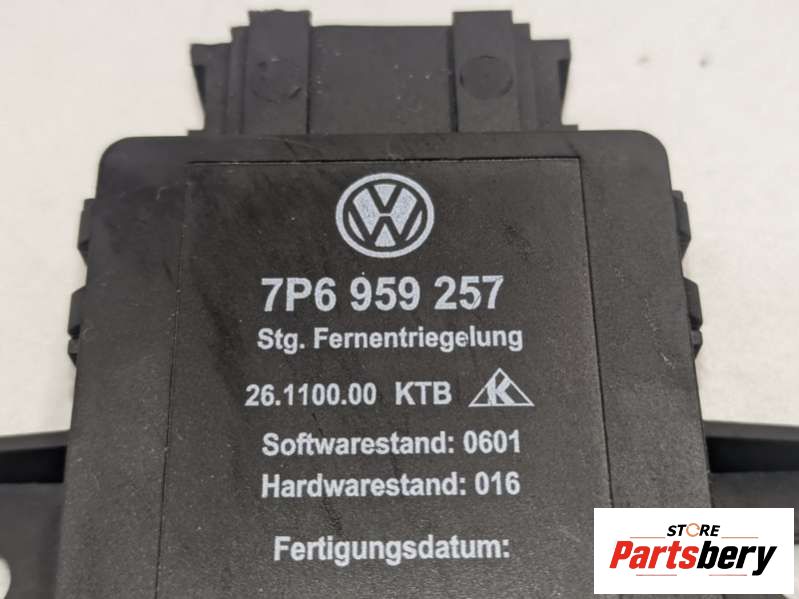 7P6 959 257
Stg. Fernentriegelung
26.1100.00 KTB K
Softwarestand: 0601
Hardwarestand: 016
Fertigungsdatum:
STORE
Partsbery